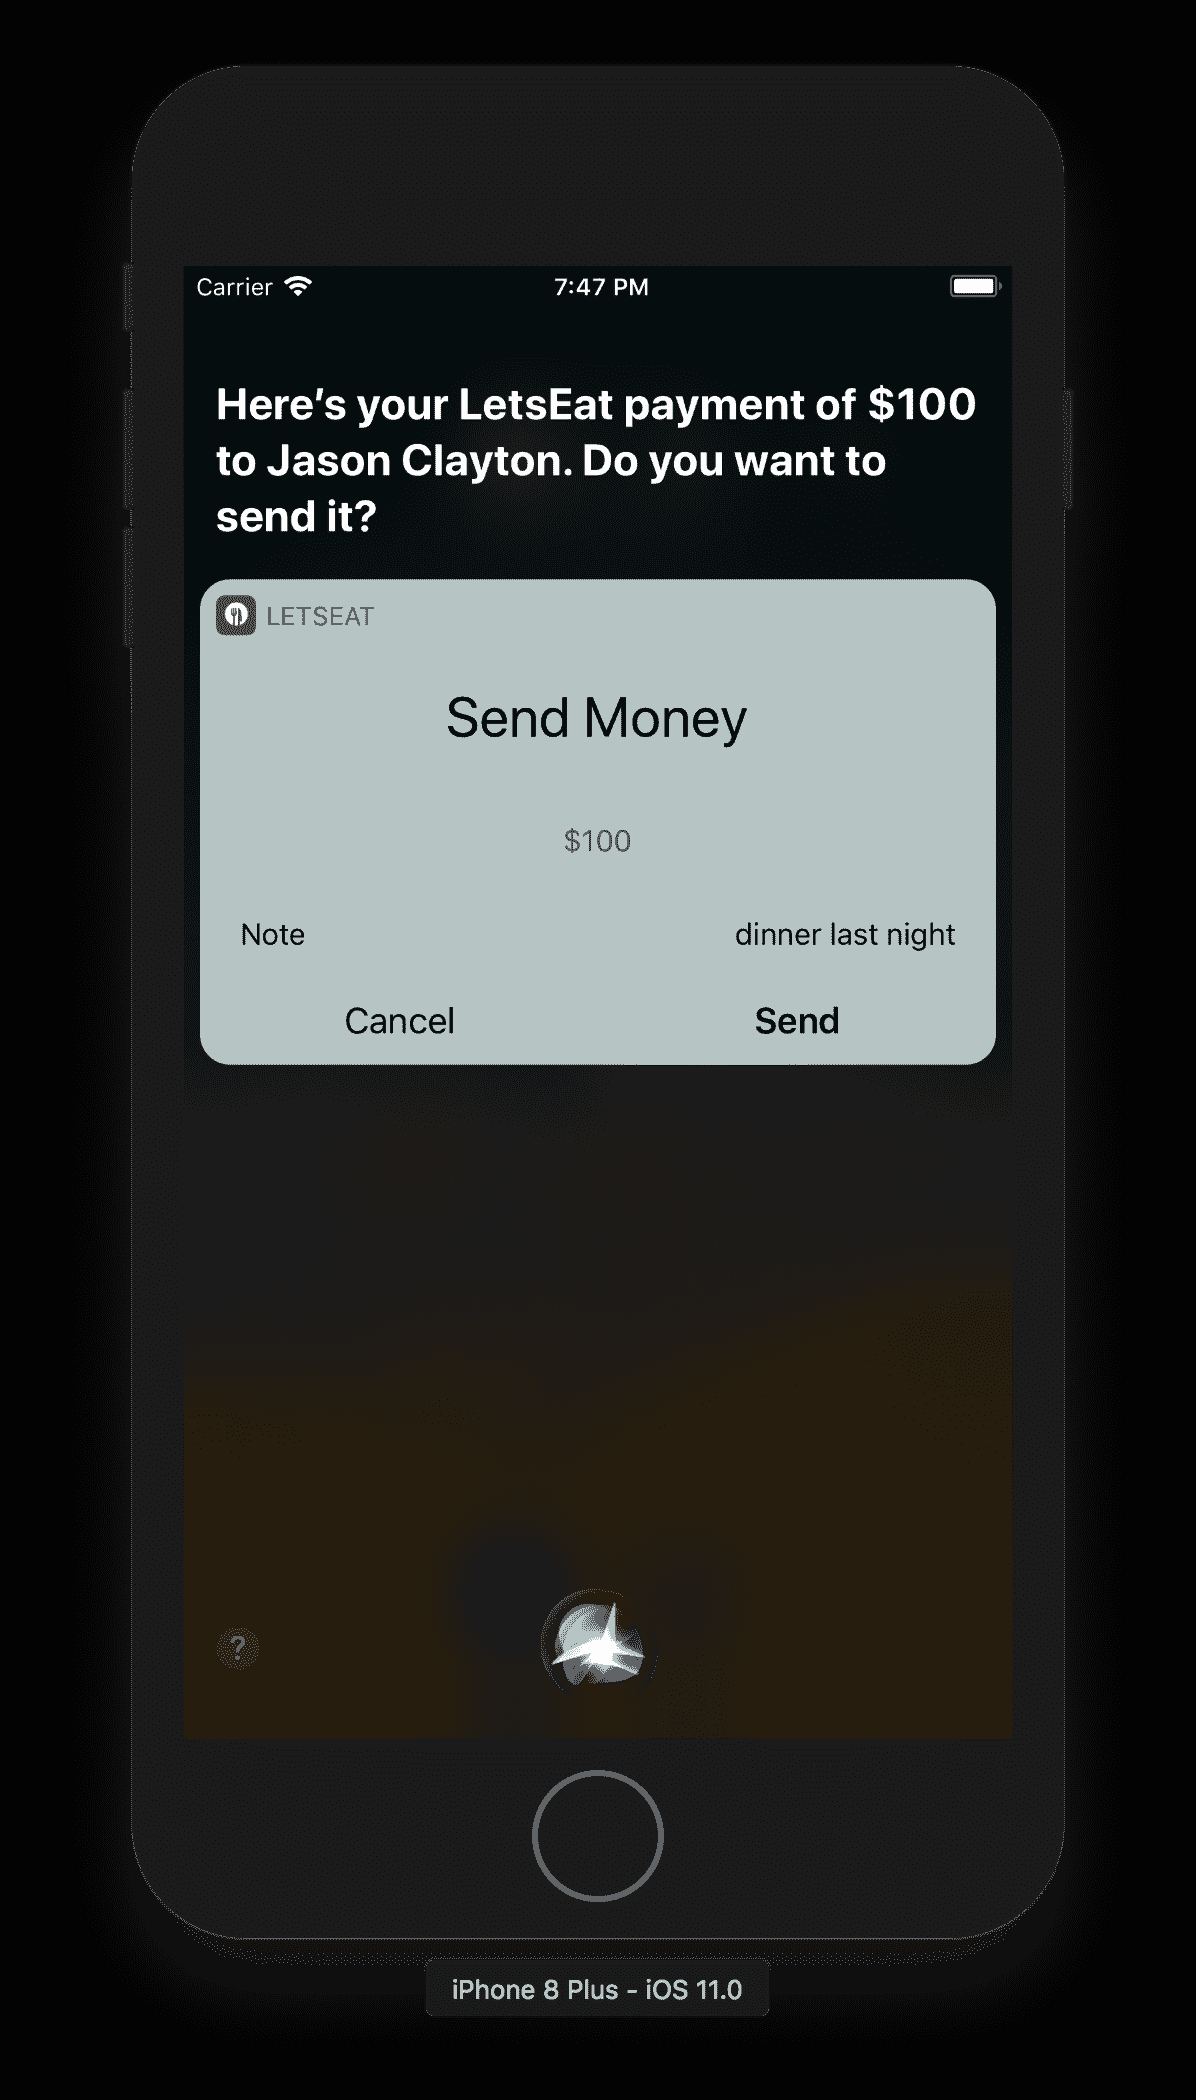 Carrier 7:47 PM
Here's your LetsEat payment of $100
to Jason Clayton. Do you want to
send it?
LETSEAT
Send Money
$100
Note dinner last night
Cancel Send
?
iPhone 8 Plus - iOS 11.0